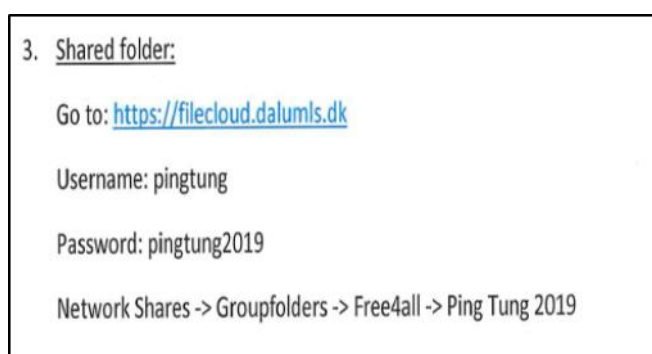 3. Shared folder:
Go to: https://filecloud.dalumls.dk
Username: pingtung
Password: pingtung2019
Network Shares -> Groupfolders -> Free4all -> Ping Tung 2019